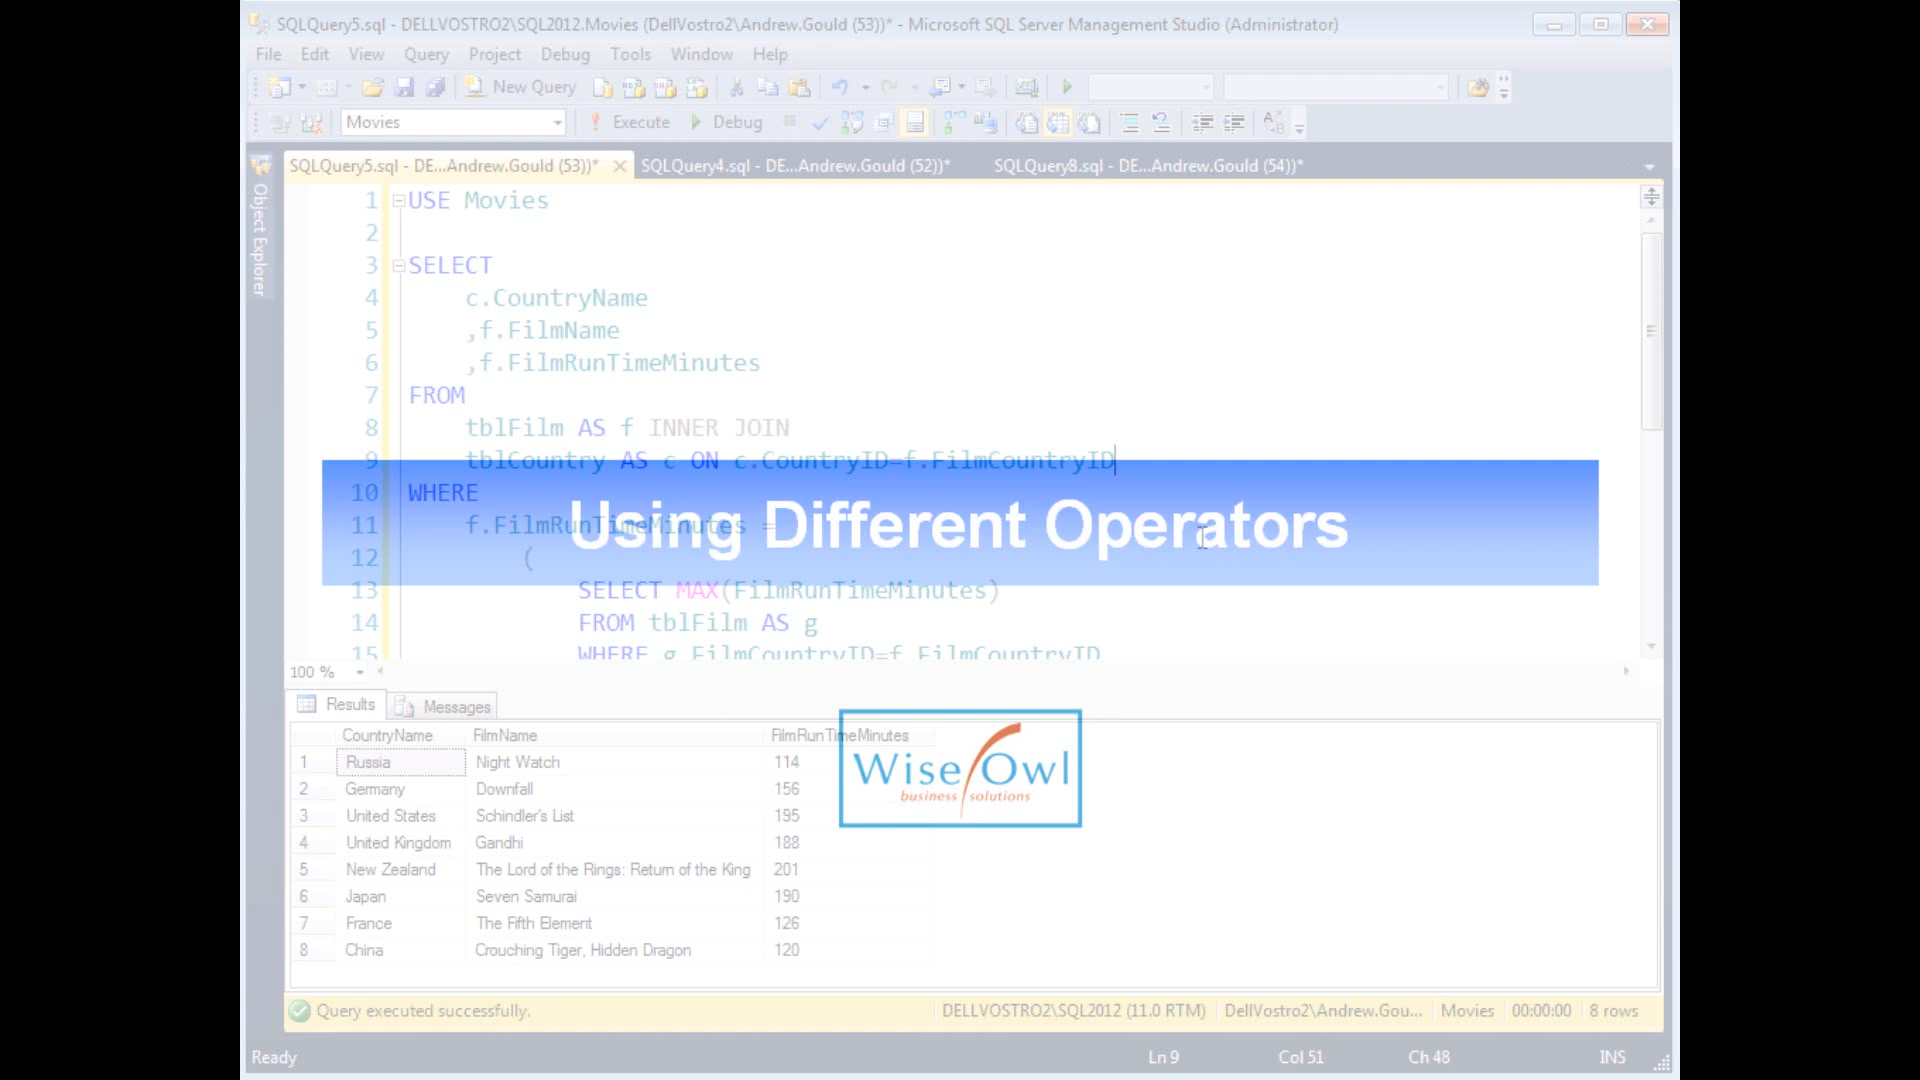 SQLQuery5.sql - DELLVOSTRO2\SQL2012.Movies (DellVostro2\Andrew.Gould (53))* - Microsoft SQL Server Management Studio (Administrator)
File Edit View Query Project Debug Tools Window Help
New Query
Movies Execute Debug
SQLQuery5.sql - DE...Andrew.Gould (53))* SQLQuery4.sql - DE...Andrew.Gould (52))* SQLQuery8.sql - DE...Andrew.Gould (54))*
Object Explorer
1 USE Movies
2
3 SELECT
4 c.CountryName
5 ,f.FilmName
6 ,f.FilmRunTimeMinutes
7 FROM
8 tblFilm AS f INNER JOIN
9 tblCountry AS c ON c.CountryID=f.FilmCountryID
10 WHERE
11 f.FilmRunTimeMinutes =
Using Different Operators
12 (
13 SELECT MAX(FilmRunTimeMinutes)
14 FROM tblFilm AS g
15 WHERE g.FilmCountryID=f.FilmCountryID
100 %
Results Messages
CountryName FilmName FilmRunTimeMinutes
1 Russia Night Watch 114
2 Germany Downfall 156
3 United States Schindler's List 195
4 United Kingdom Gandhi 188
5 New Zealand The Lord of the Rings: Return of the King 201
6 Japan Seven Samurai 190
7 France The Fifth Element 126
8 China Crouching Tiger, Hidden Dragon 120
Wise Owl
business solutions
Query executed successfully. DELLVOSTRO2\SQL2012 (11.0 RTM) DellVostro2\Andrew.Gou... Movies 00:00:00 8 rows
Ready Ln 9 Col 51 Ch 48 INS